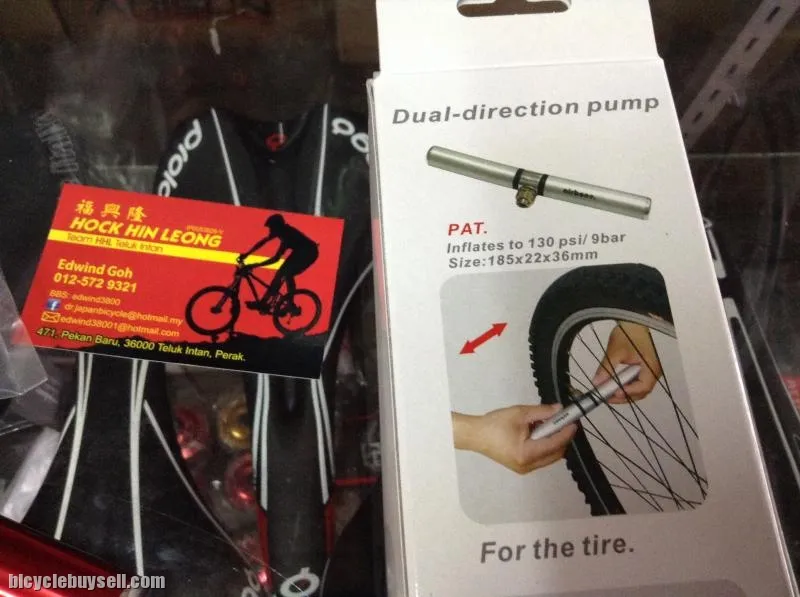 福興隆
HOCK HIN LEONG
Team HHL Teluk Intan
Edwind Goh
012-572 9321
BBS: edwind3800
dr.japanbicycle@hotmail.my
edwind38001@hotmail.com
471, Pekan Baru, 36000 Teluk Intan, Perak.
Dual-direction pump
airbone.
PAT.
Inflates to 130 psi/ 9bar
Size:185x22x36mm
For the tire.
bicyclebuysell.com